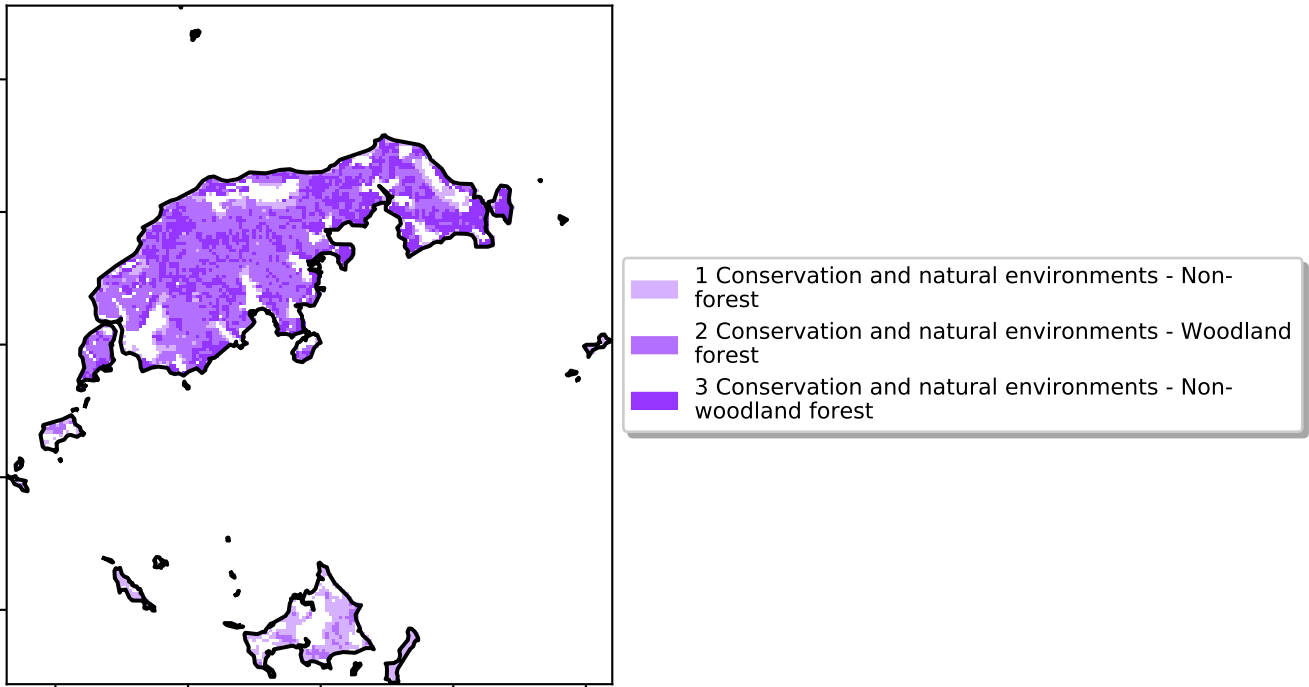 1 Conservation and natural environments - Non-
forest
2 Conservation and natural environments - Woodland
forest
3 Conservation and natural environments - Non-
woodland forest